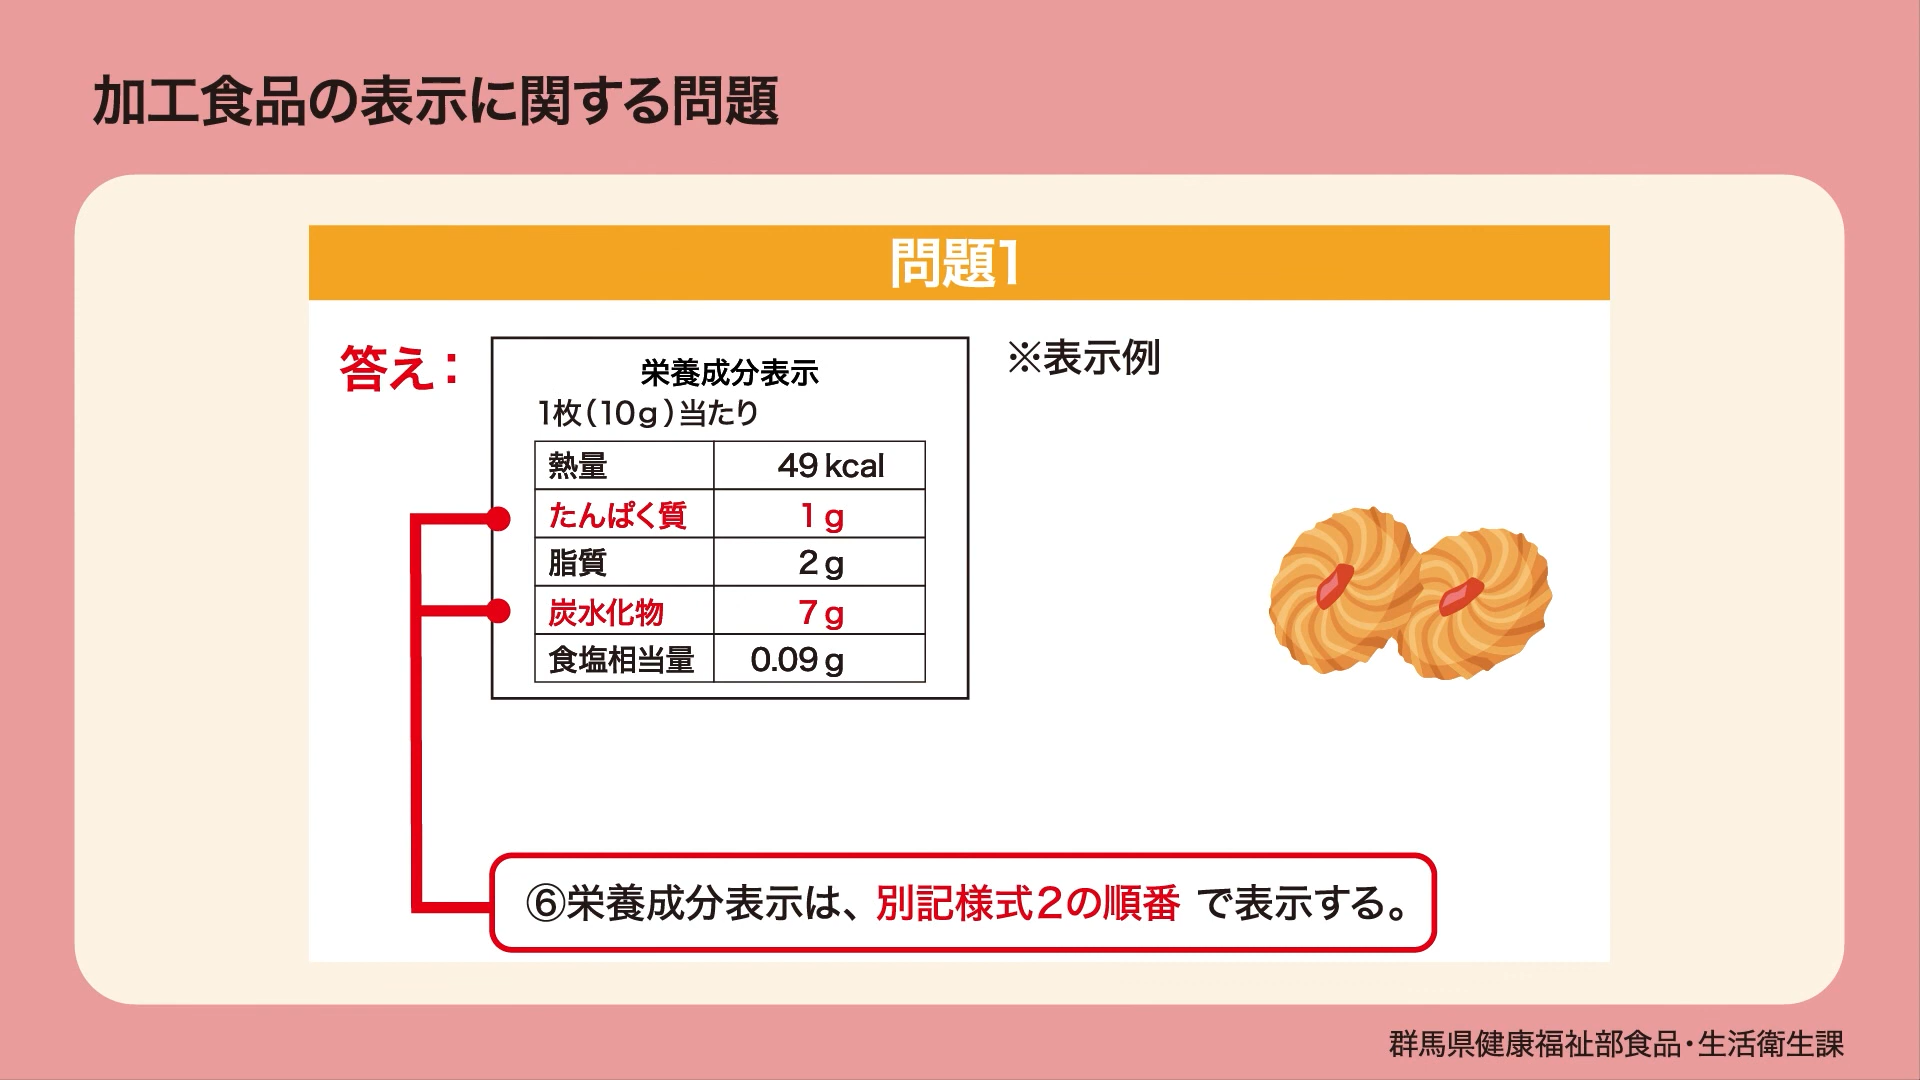 加工食品の表示に関する問題
問題1
答え：
※表示例
栄養成分表示
1枚(10g)当たり
熱量 49 kcal
たんぱく質 1 g
脂質 2 g
炭水化物 7 g
食塩相当量 0.09 g
⑥栄養成分表示は、別記様式2の順番 で表示する。
群馬県健康福祉部食品・生活衛生課